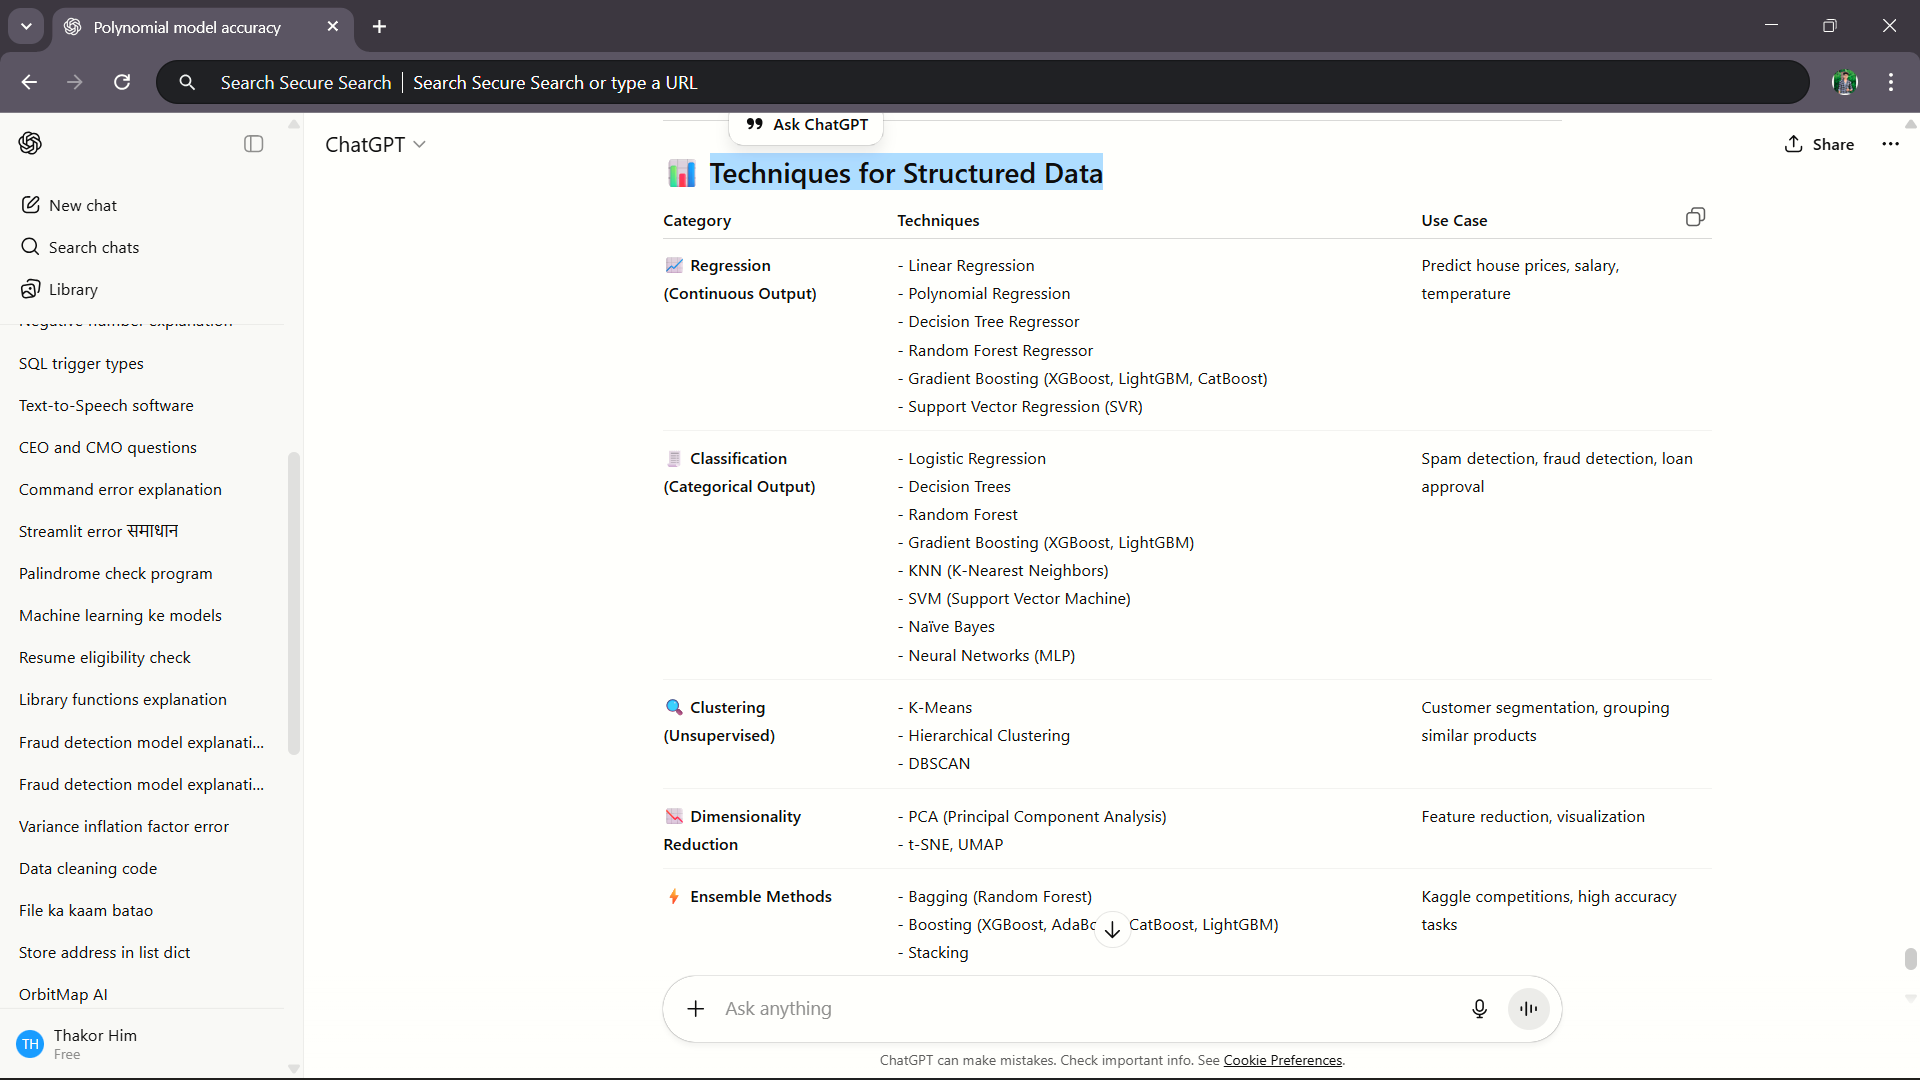 Polynomial model accuracy
Search Secure Search | Search Secure Search or type a URL
New chat
Search chats
Library
Negative number explanation
SQL trigger types
Text-to-Speech software
CEO and CMO questions
Command error explanation
Streamlit error समाधान
Palindrome check program
Machine learning ke models
Resume eligibility check
Library functions explanation
Fraud detection model explanati...
Fraud detection model explanati...
Variance inflation factor error
Data cleaning code
File ka kaam batao
Store address in list dict
OrbitMap AI
TH
Thakor Him
Free
ChatGPT
Ask ChatGPT
Share
Techniques for Structured Data
Category Techniques Use Case
Regression
(Continuous Output)
- Linear Regression
- Polynomial Regression
- Decision Tree Regressor
- Random Forest Regressor
- Gradient Boosting (XGBoost, LightGBM, CatBoost)
- Support Vector Regression (SVR)
Predict house prices, salary,
temperature
Classification
(Categorical Output)
- Logistic Regression
- Decision Trees
- Random Forest
- Gradient Boosting (XGBoost, LightGBM)
- KNN (K-Nearest Neighbors)
- SVM (Support Vector Machine)
- Naïve Bayes
- Neural Networks (MLP)
Spam detection, fraud detection, loan
approval
Clustering
(Unsupervised)
- K-Means
- Hierarchical Clustering
- DBSCAN
Customer segmentation, grouping
similar products
Dimensionality
Reduction
- PCA (Principal Component Analysis)
- t-SNE, UMAP
Feature reduction, visualization
Ensemble Methods
- Bagging (Random Forest)
- Boosting (XGBoost, CatBoost, LightGBM)
- Stacking
Kaggle competitions, high accuracy
tasks
Ask anything
ChatGPT can make mistakes. Check important info. See Cookie Preferences.